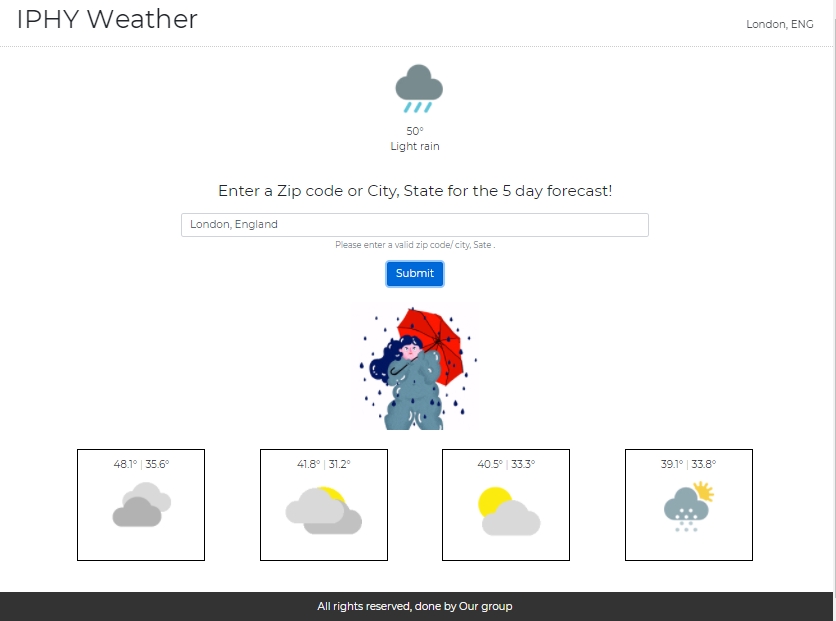 IPHY Weather
London, ENG
50°
Light rain
Enter a Zip code or City, State for the 5 day forecast!
London, England
Please enter a valid zip code/ city, Sate .
Submit
48.1° | 35.6°
41.8° | 31.2°
40.5° | 33.3°
39.1° | 33.8°
All rights reserved, done by Our group